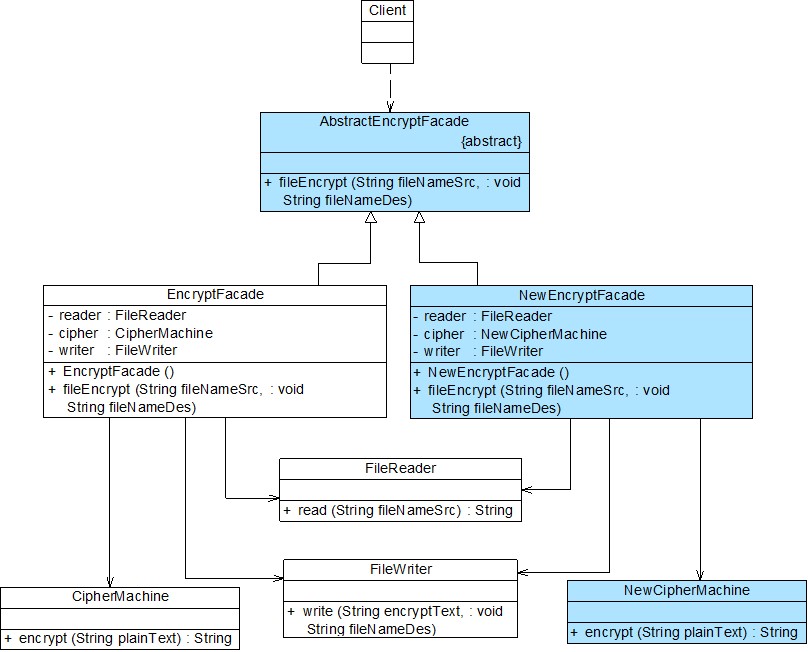 Client
AbstractEncryptFacade
{abstract}
+ fileEncrypt (String fileNameSrc, : void
String fileNameDes)
EncryptFacade
- reader : FileReader
- cipher : CipherMachine
- writer : FileWriter
+ EncryptFacade ()
+ fileEncrypt (String fileNameSrc, : void
String fileNameDes)
NewEncryptFacade
- reader : FileReader
- cipher : NewCipherMachine
- writer : FileWriter
+ NewEncryptFacade ()
+ fileEncrypt (String fileNameSrc, : void
String fileNameDes)
FileReader
+ read (String fileNameSrc) : String
FileWriter
+ write (String encryptText, : void
String fileNameDes)
CipherMachine
+ encrypt (String plainText) : String
NewCipherMachine
+ encrypt (String plainText) : String